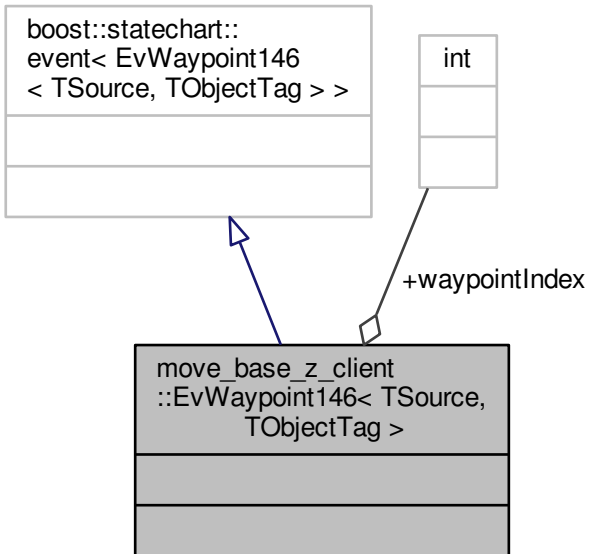 boost::statechart::
event< EvWaypoint146
< TSource, TObjectTag > >
int
+waypointIndex
move_base_z_client
::EvWaypoint146< TSource,
TObjectTag >